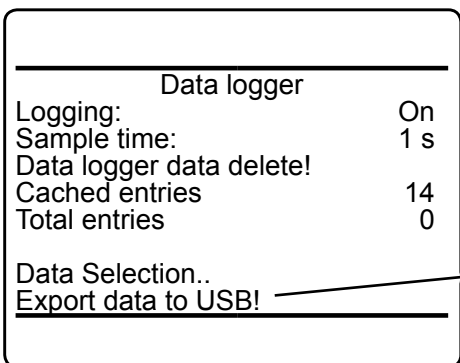 Data logger
Logging: On
Sample time: 1 s
Data logger data delete!
Cached entries 14
Total entries 0
Data Selection..
Export data to USB!